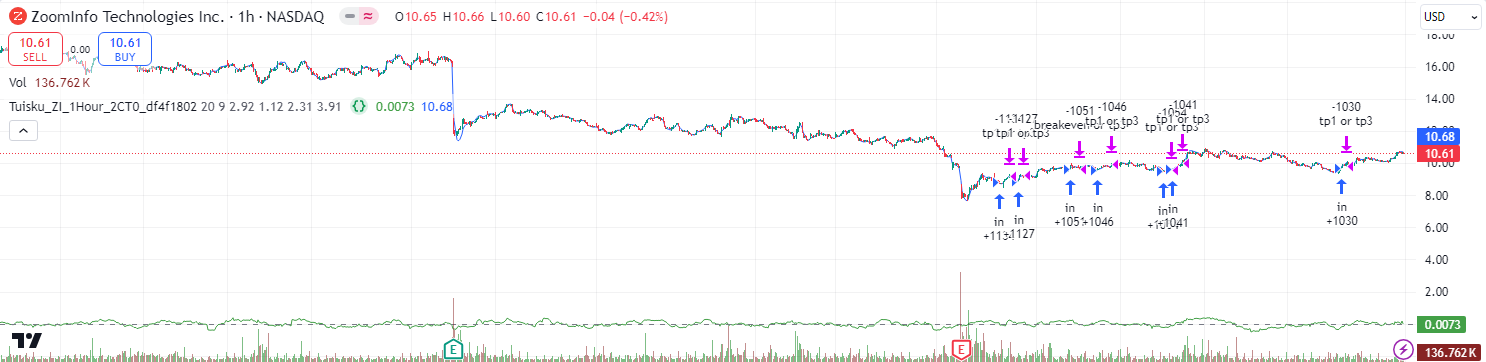 ZoomInfo Technologies Inc. · 1h · NASDAQ
O10.65 H10.66 L10.60 C10.61 −0.04 (−0.42%)
USD
10.61
SELL
0.00
10.61
BUY
Vol 136.762 K
Tuisku_ZI_1Hour_2CT0_df4f1802 20 9 2.92 1.12 2.31 3.91 {} 0.0073 10.68
18.00
16.00
14.00
10.68
10.61
10.00
8.00
6.00
4.00
2.00
0.0073
136.762 K
-1051
-1046
tp1 or tp3
-1041
tp1 or tp3
-1030
tp1 or tp3
in
in
+1127
in
+1051
in
+1046
in
in
+1041
in
+1030
E
E